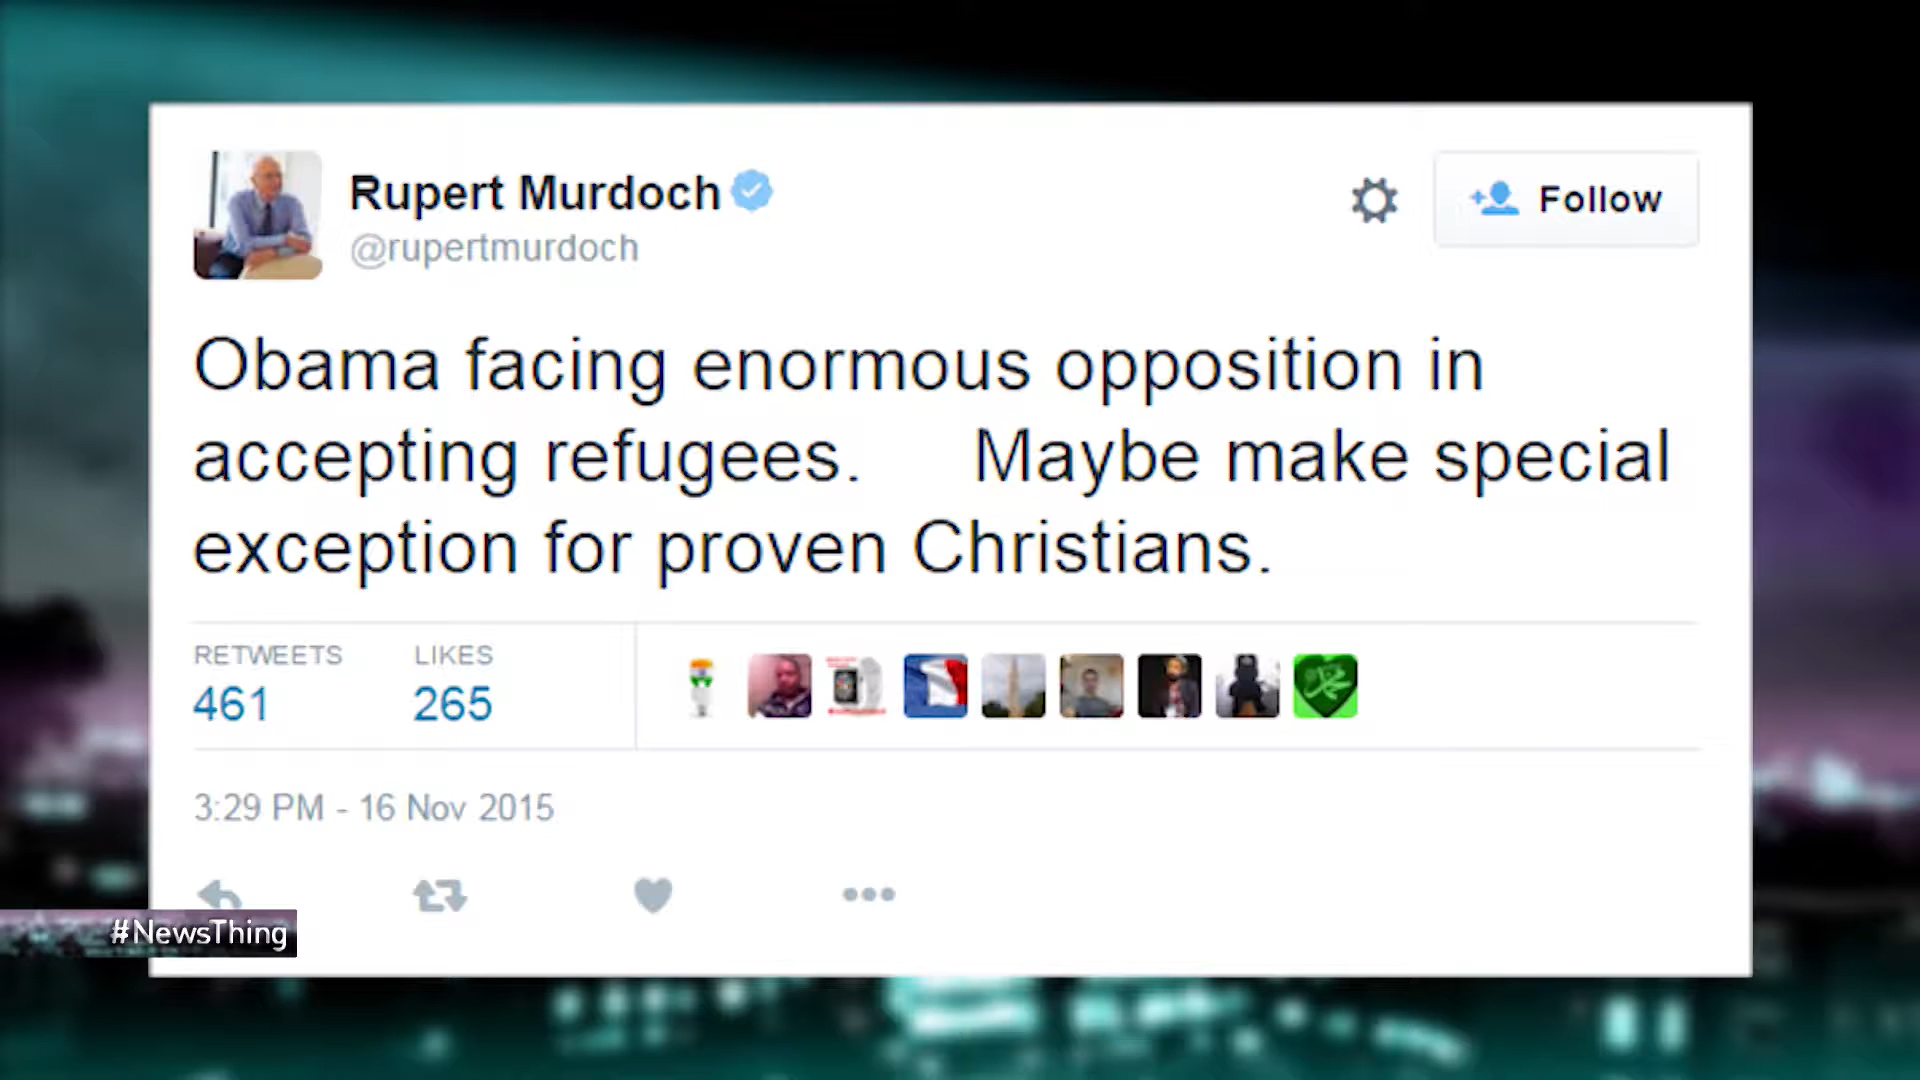 Rupert Murdoch
@rupertmurdoch
Follow
Obama facing enormous opposition in
accepting refugees. Maybe make special
exception for proven Christians.
RETWEETS LIKES
461 265
3:29 PM - 16 Nov 2015
#NewsThing